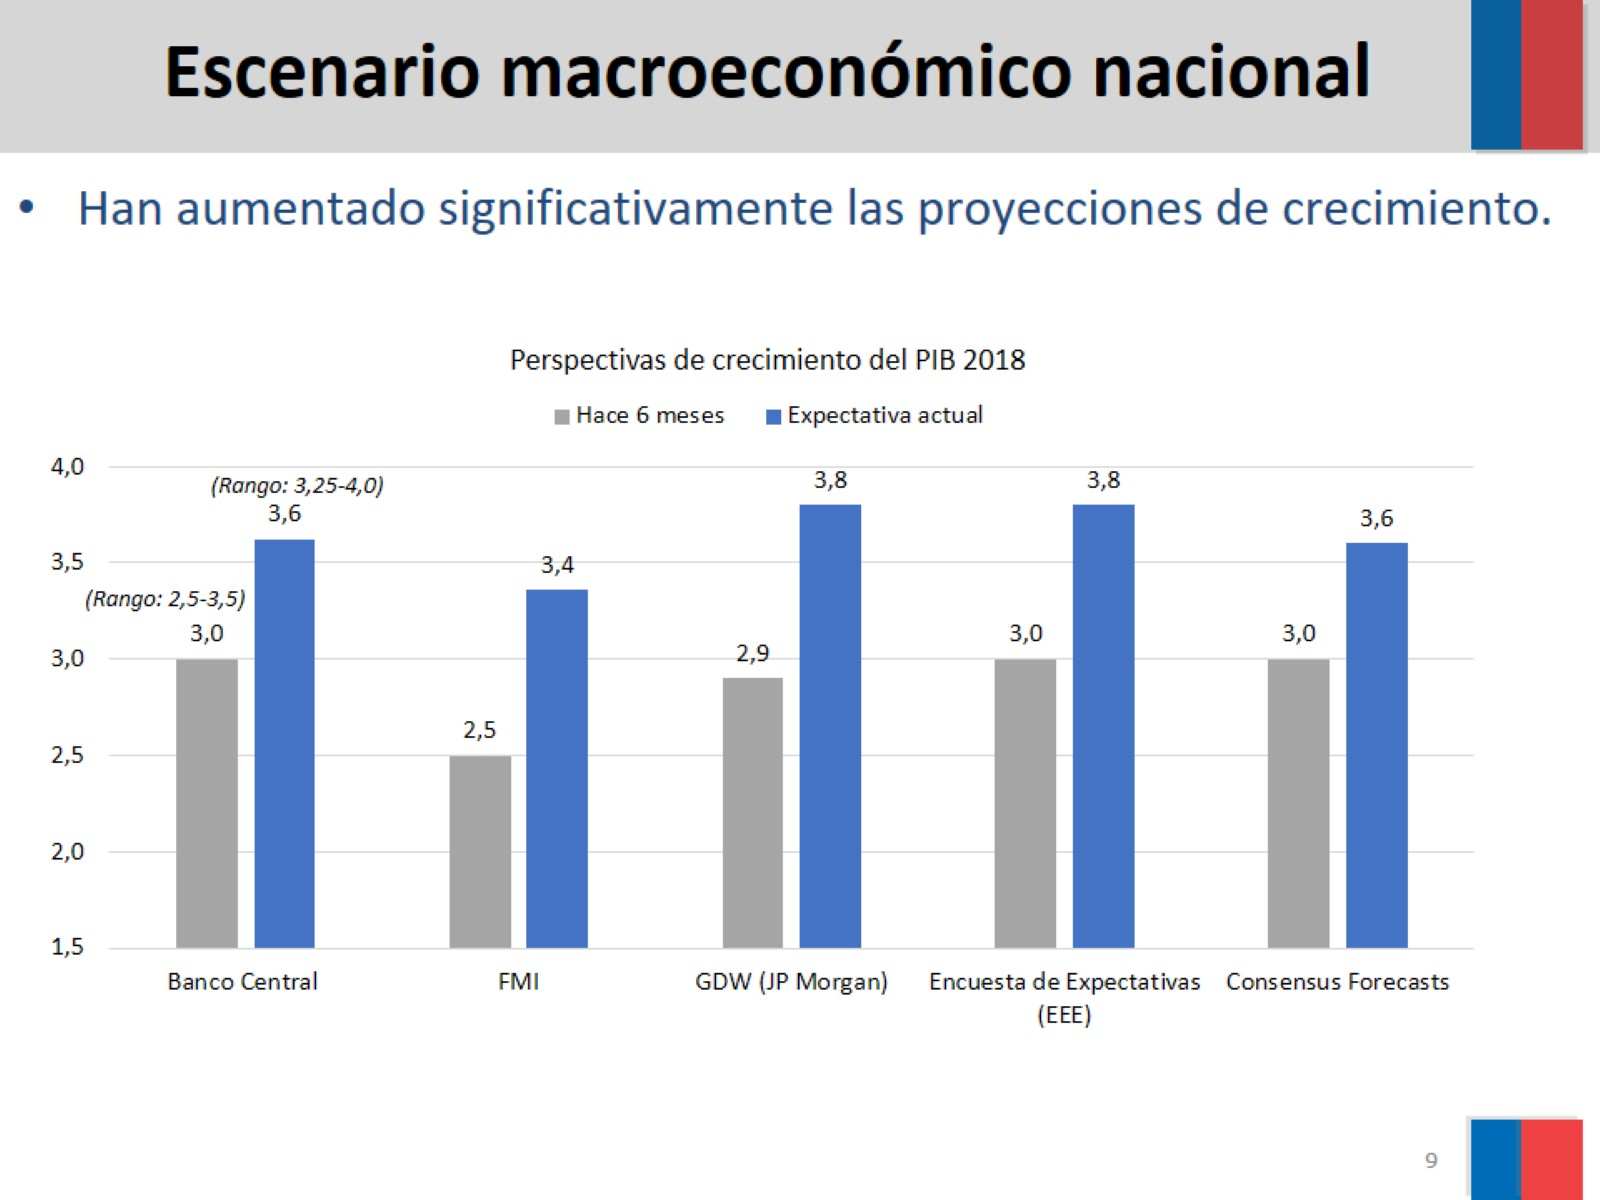 Escenario macroeconómico nacional
• Han aumentado significativamente las proyecciones de crecimiento.
Perspectivas de crecimiento del PIB 2018
Hace 6 meses Expectativa actual
4,0
3,5
3,0
2,5
2,0
1,5
(Rango: 3,25-4,0)
3,6
(Rango: 2,5-3,5)
3,0
2,5
3,4
2,9
3,8
3,0
3,8
3,0
3,6
Banco Central
FMI
GDW (JP Morgan)
Encuesta de Expectativas
(EEE)
Consensus Forecasts
9